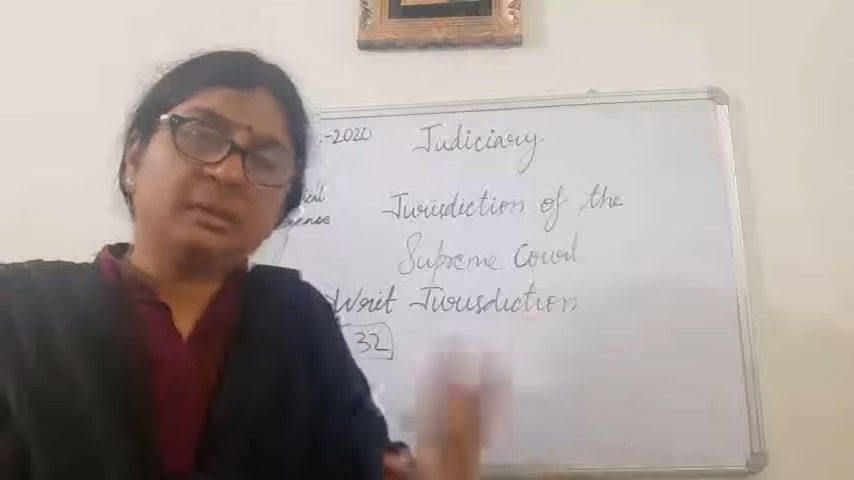 -2020
Judiciary
Jurisdiction of the
Supreme Court
Writ Jurisdiction
32